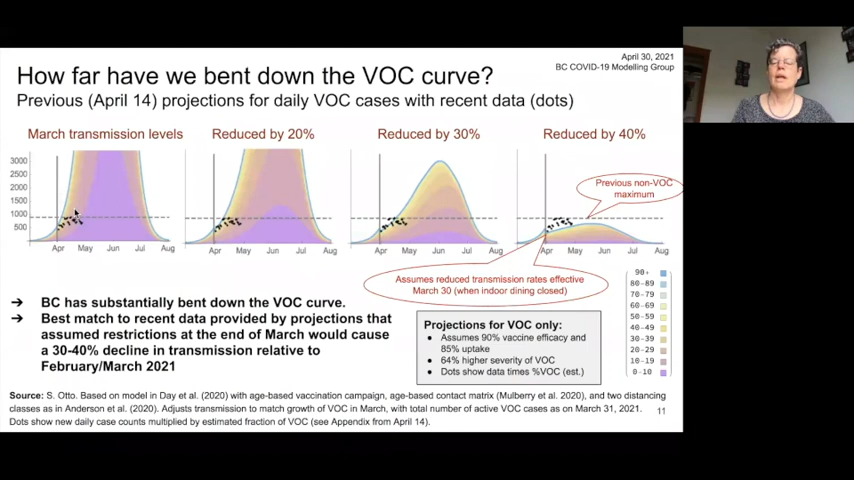 April 30, 2021
BC COVID-19 Modelling Group
How far have we bent down the VOC curve?
Previous (April 14) projections for daily VOC cases with recent data (dots)
March transmission levels
Reduced by 20%
Reduced by 30%
Reduced by 40%
3000
2500
2000
1500
1000
500
Apr May Jun Jul Aug
Apr May Jun Jul Aug
Apr May Jun Jul Aug
Apr May Jun Jul Aug
Previous non-VOC
maximum
Assumes reduced transmission rates effective
March 30 (when indoor dining closed)
90+
80-89
70-79
60-69
50-59
40-49
30-39
20-29
10-19
0-10
➔ BC has substantially bent down the VOC curve.
➔ Best match to recent data provided by projections that
assumed restrictions at the end of March would cause
a 30-40% decline in transmission relative to
February/March 2021
Projections for VOC only:
● Assumes 90% vaccine efficacy and
85% uptake
● 64% higher severity of VOC
● Dots show data times %VOC (est.)
Source: S. Otto. Based on model in Day et al. (2020) with age-based vaccination campaign, age-based contact matrix (Mulberry et al. 2020), and two distancing
classes as in Anderson et al. (2020). Adjusts transmission to match growth of VOC in March, with total number of active VOC cases as on March 31, 2021.
Dots show new daily case counts multiplied by estimated fraction of VOC (see Appendix from April 14).
11